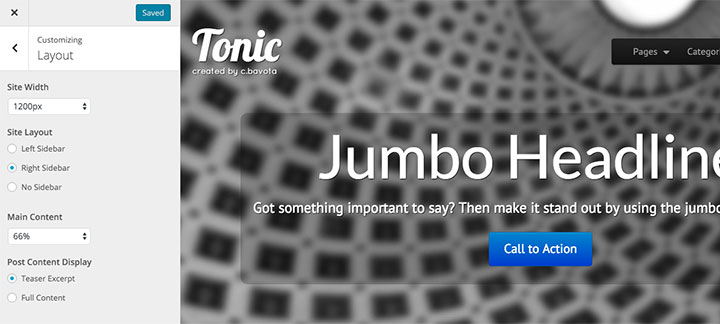 Saved
Customizing
Layout
Site Width
1200px
Site Layout
Left Sidebar
Right Sidebar
No Sidebar
Main Content
66%
Post Content Display
Teaser Excerpt
Full Content
Tonic
created by c.bavota
Pages
Categor
Jumbo Headline
Got something important to say? Then make it stand out by using the jumbo
Call to Action